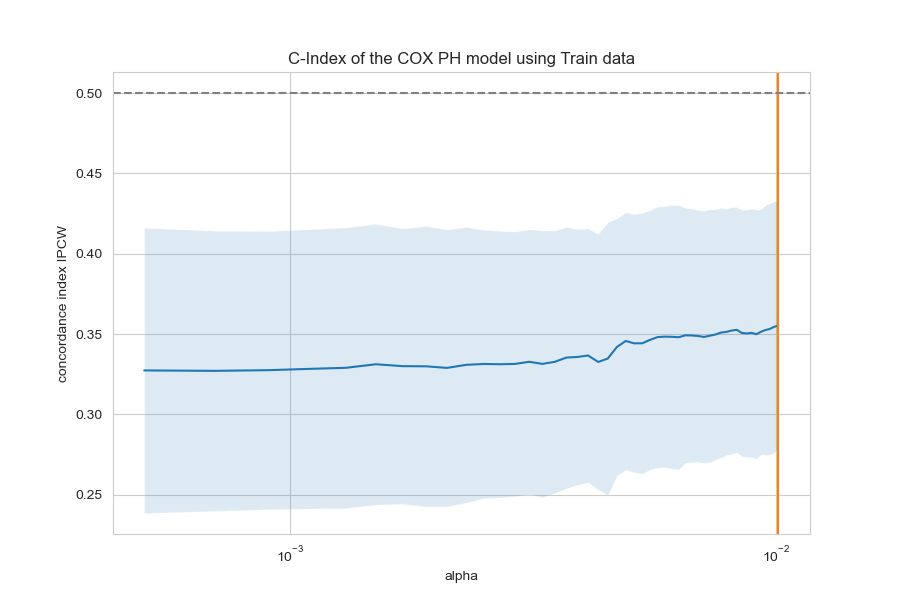 C-Index of the COX PH model using Train data
concordance index IPCW
0.50
0.45
0.40
0.35
0.30
0.25
10⁻³
10⁻²
alpha